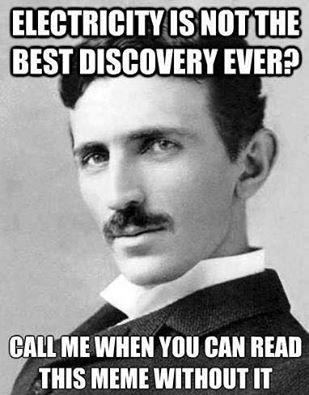 ELECTRICITY IS NOT THE
BEST DISCOVERY EVER?
CALL ME WHEN YOU CAN READ
THIS MEME WITHOUT IT